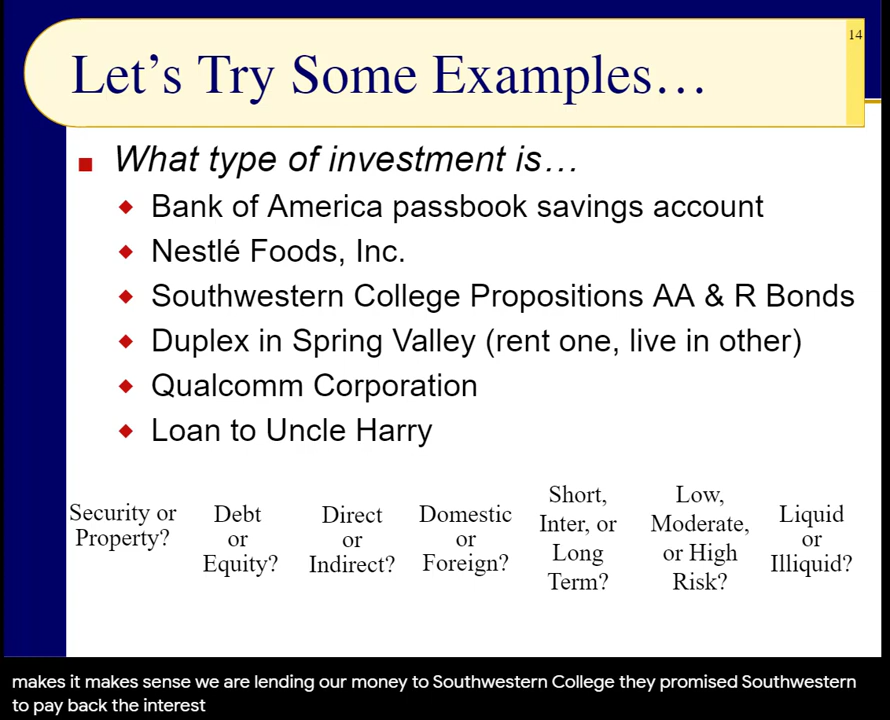 14
Let's Try Some Examples…
What type of investment is…
Bank of America passbook savings account
Nestlé Foods, Inc.
Southwestern College Propositions AA & R Bonds
Duplex in Spring Valley (rent one, live in other)
Qualcomm Corporation
Loan to Uncle Harry
Security or
Property?
Debt
or
Equity?
Direct
or
Indirect?
Domestic
or
Foreign?
Short,
Inter, or
Long
Term?
Low,
Moderate,
or High
Risk?
Liquid
or
Illiquid?
makes it makes sense we are lending our money to Southwestern College they promised Southwestern
to pay back the interest